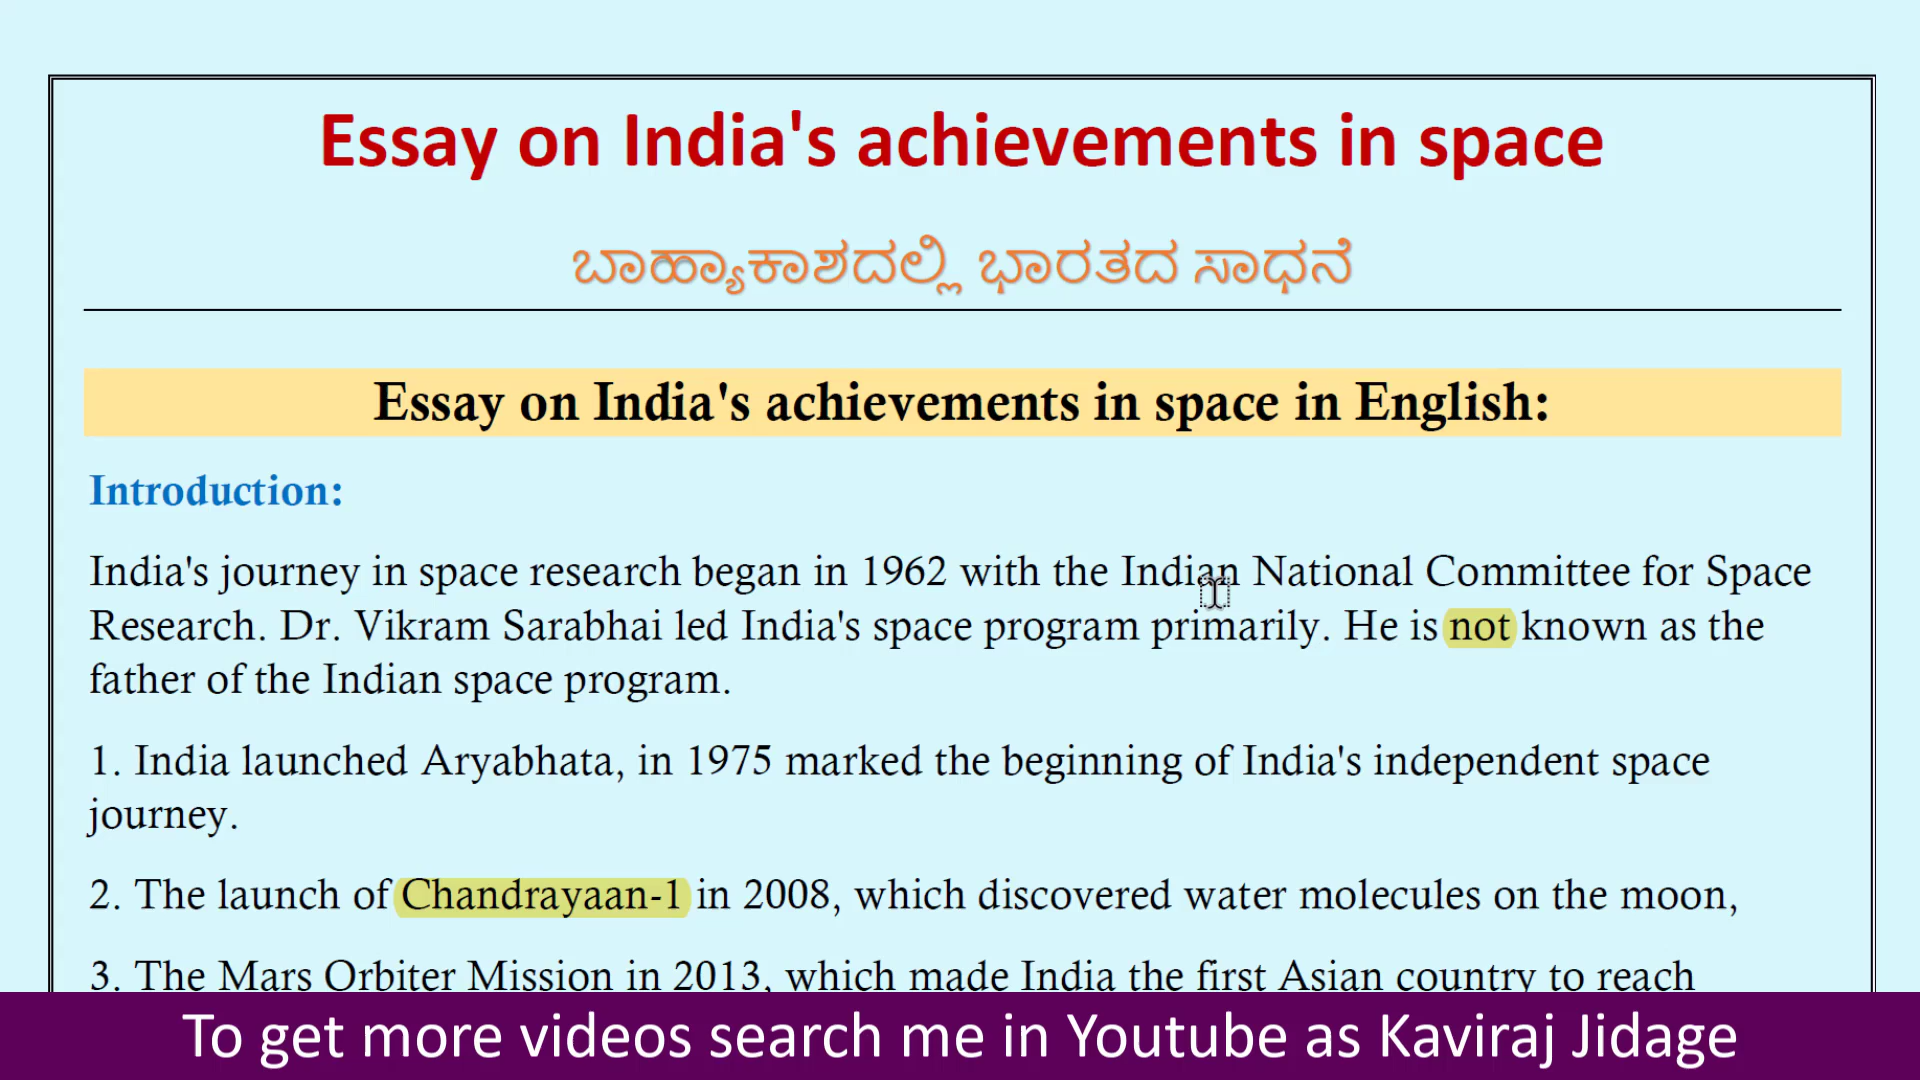 Essay on India's achievements in space
ಬಾಹ್ಯಾಕಾಶದಲ್ಲಿ ಭಾರತದ ಸಾಧನೆ
Essay on India's achievements in space in English:
Introduction:
India's journey in space research began in 1962 with the Indian National Committee for Space
Research. Dr. Vikram Sarabhai led India's space program primarily. He is not known as the
father of the Indian space program.
1. India launched Aryabhata, in 1975 marked the beginning of India's independent space
journey.
2. The launch of Chandrayaan-1 in 2008, which discovered water molecules on the moon,
3. The Mars Orbiter Mission in 2013, which made India the first Asian country to reach
To get more videos search me in Youtube as Kaviraj Jidage